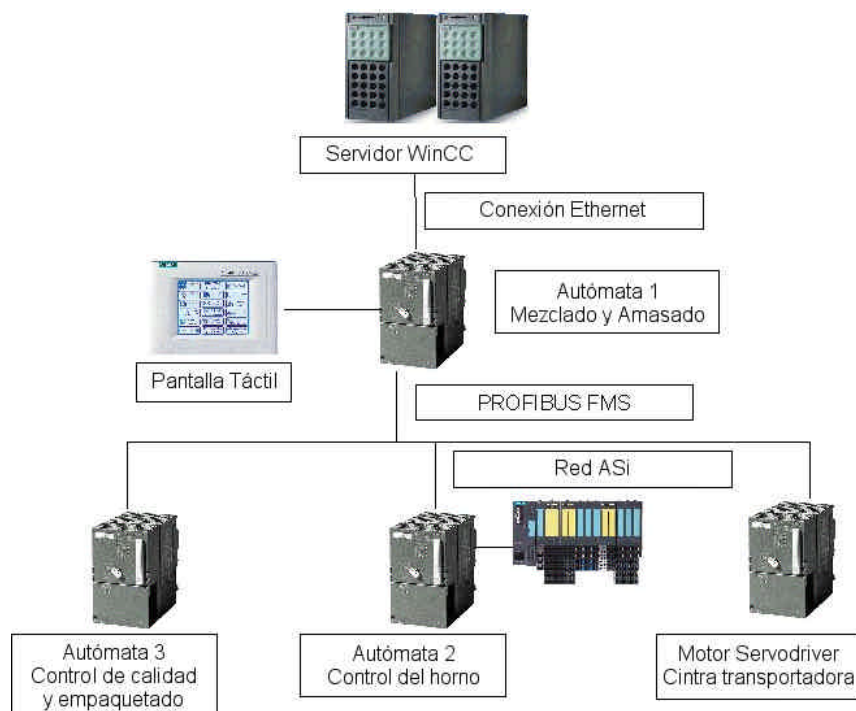 Servidor WinCC
Conexión Ethernet
Autómata 1
Mezclado y Amasado
Pantalla Táctil
PROFIBUS FMS
Red ASi
Autómata 3
Control de calidad
y empaquetado
Autómata 2
Control del horno
Motor Servodriver
Cintra transportadora